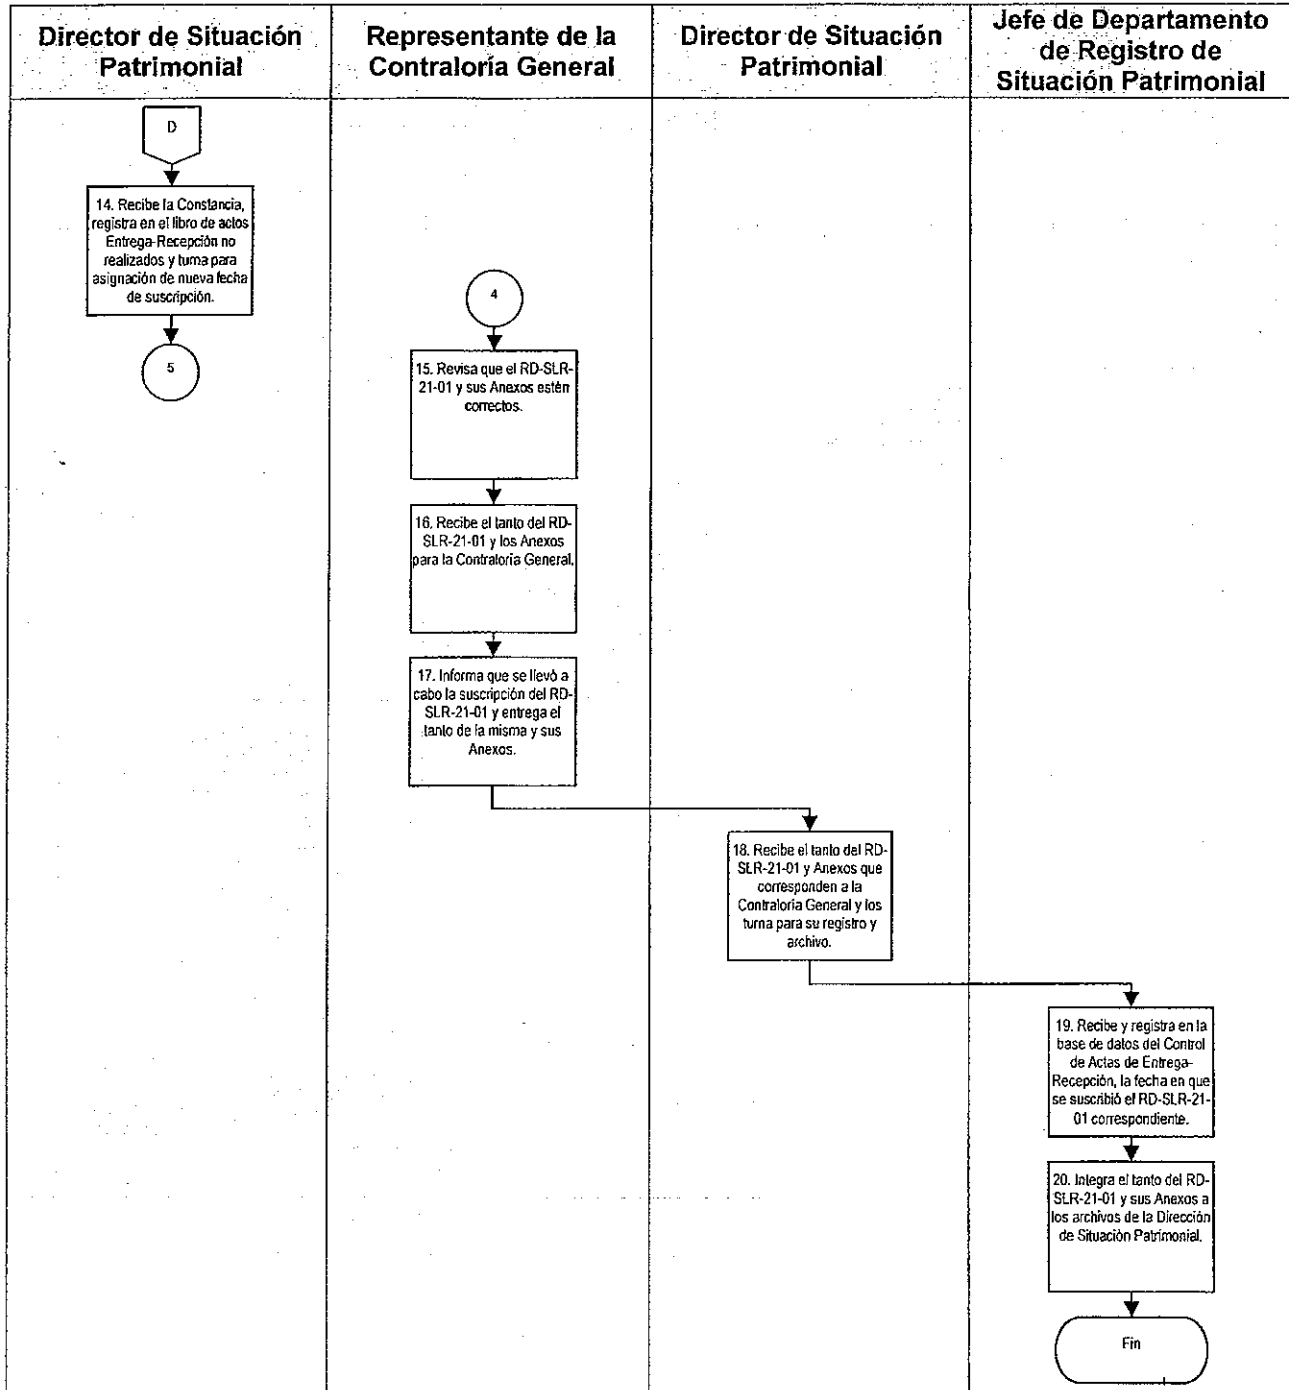 Director de Situación
Patrimonial
Representante de la
Contraloría General
Director de Situación
Patrimonial
Jefe de Departamento
de Registro de
Situación Patrimonial
D
14. Recibe la Constancia,
registra en el libro de actos
Entrega-Recepción no
realizados y turna para
asignación de nueva fecha
de suscripción.
5
4
15. Revisa que el RD-SLR-
21-01 y sus Anexos estén
correctos.
16. Recibe el tanto del RD-
SLR-21-01 y los Anexos
para la Contraloría General.
17. Informa que se llevó a
cabo la suscripción del RD-
SLR-21-01 y entrega el
tanto de la misma y sus
Anexos.
18. Recibe el tanto del RD-
SLR-21-01 y Anexos que
corresponden a la
Contraloría General y los
turna para su registro y
archivo.
19. Recibe y registra en la
base de datos del Control
de Actas de Entrega-
Recepción, la fecha en que
se suscribió el RD-SLR-21-
01 correspondiente.
20. Integra el tanto del RD-
SLR-21-01 y sus Anexos a
los archivos de la Dirección
de Situación Patrimonial.
Fin